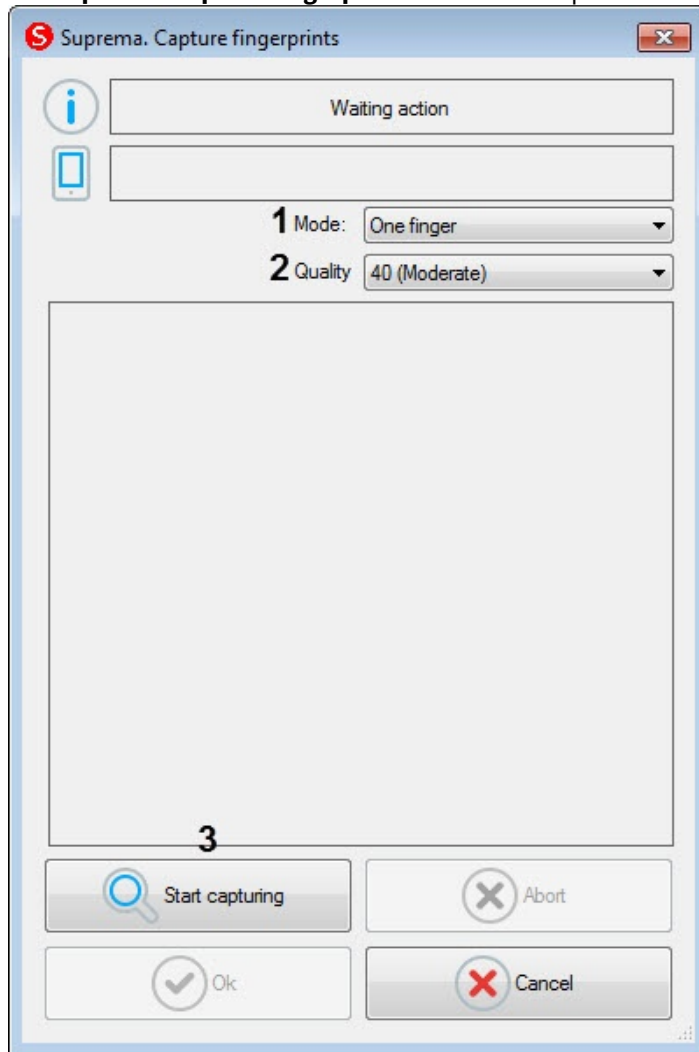 S Suprema. Capture fingerprints
Waiting action
1 Mode: One finger
2 Quality 40 (Moderate)
3
Start capturing Abort
Ok Cancel